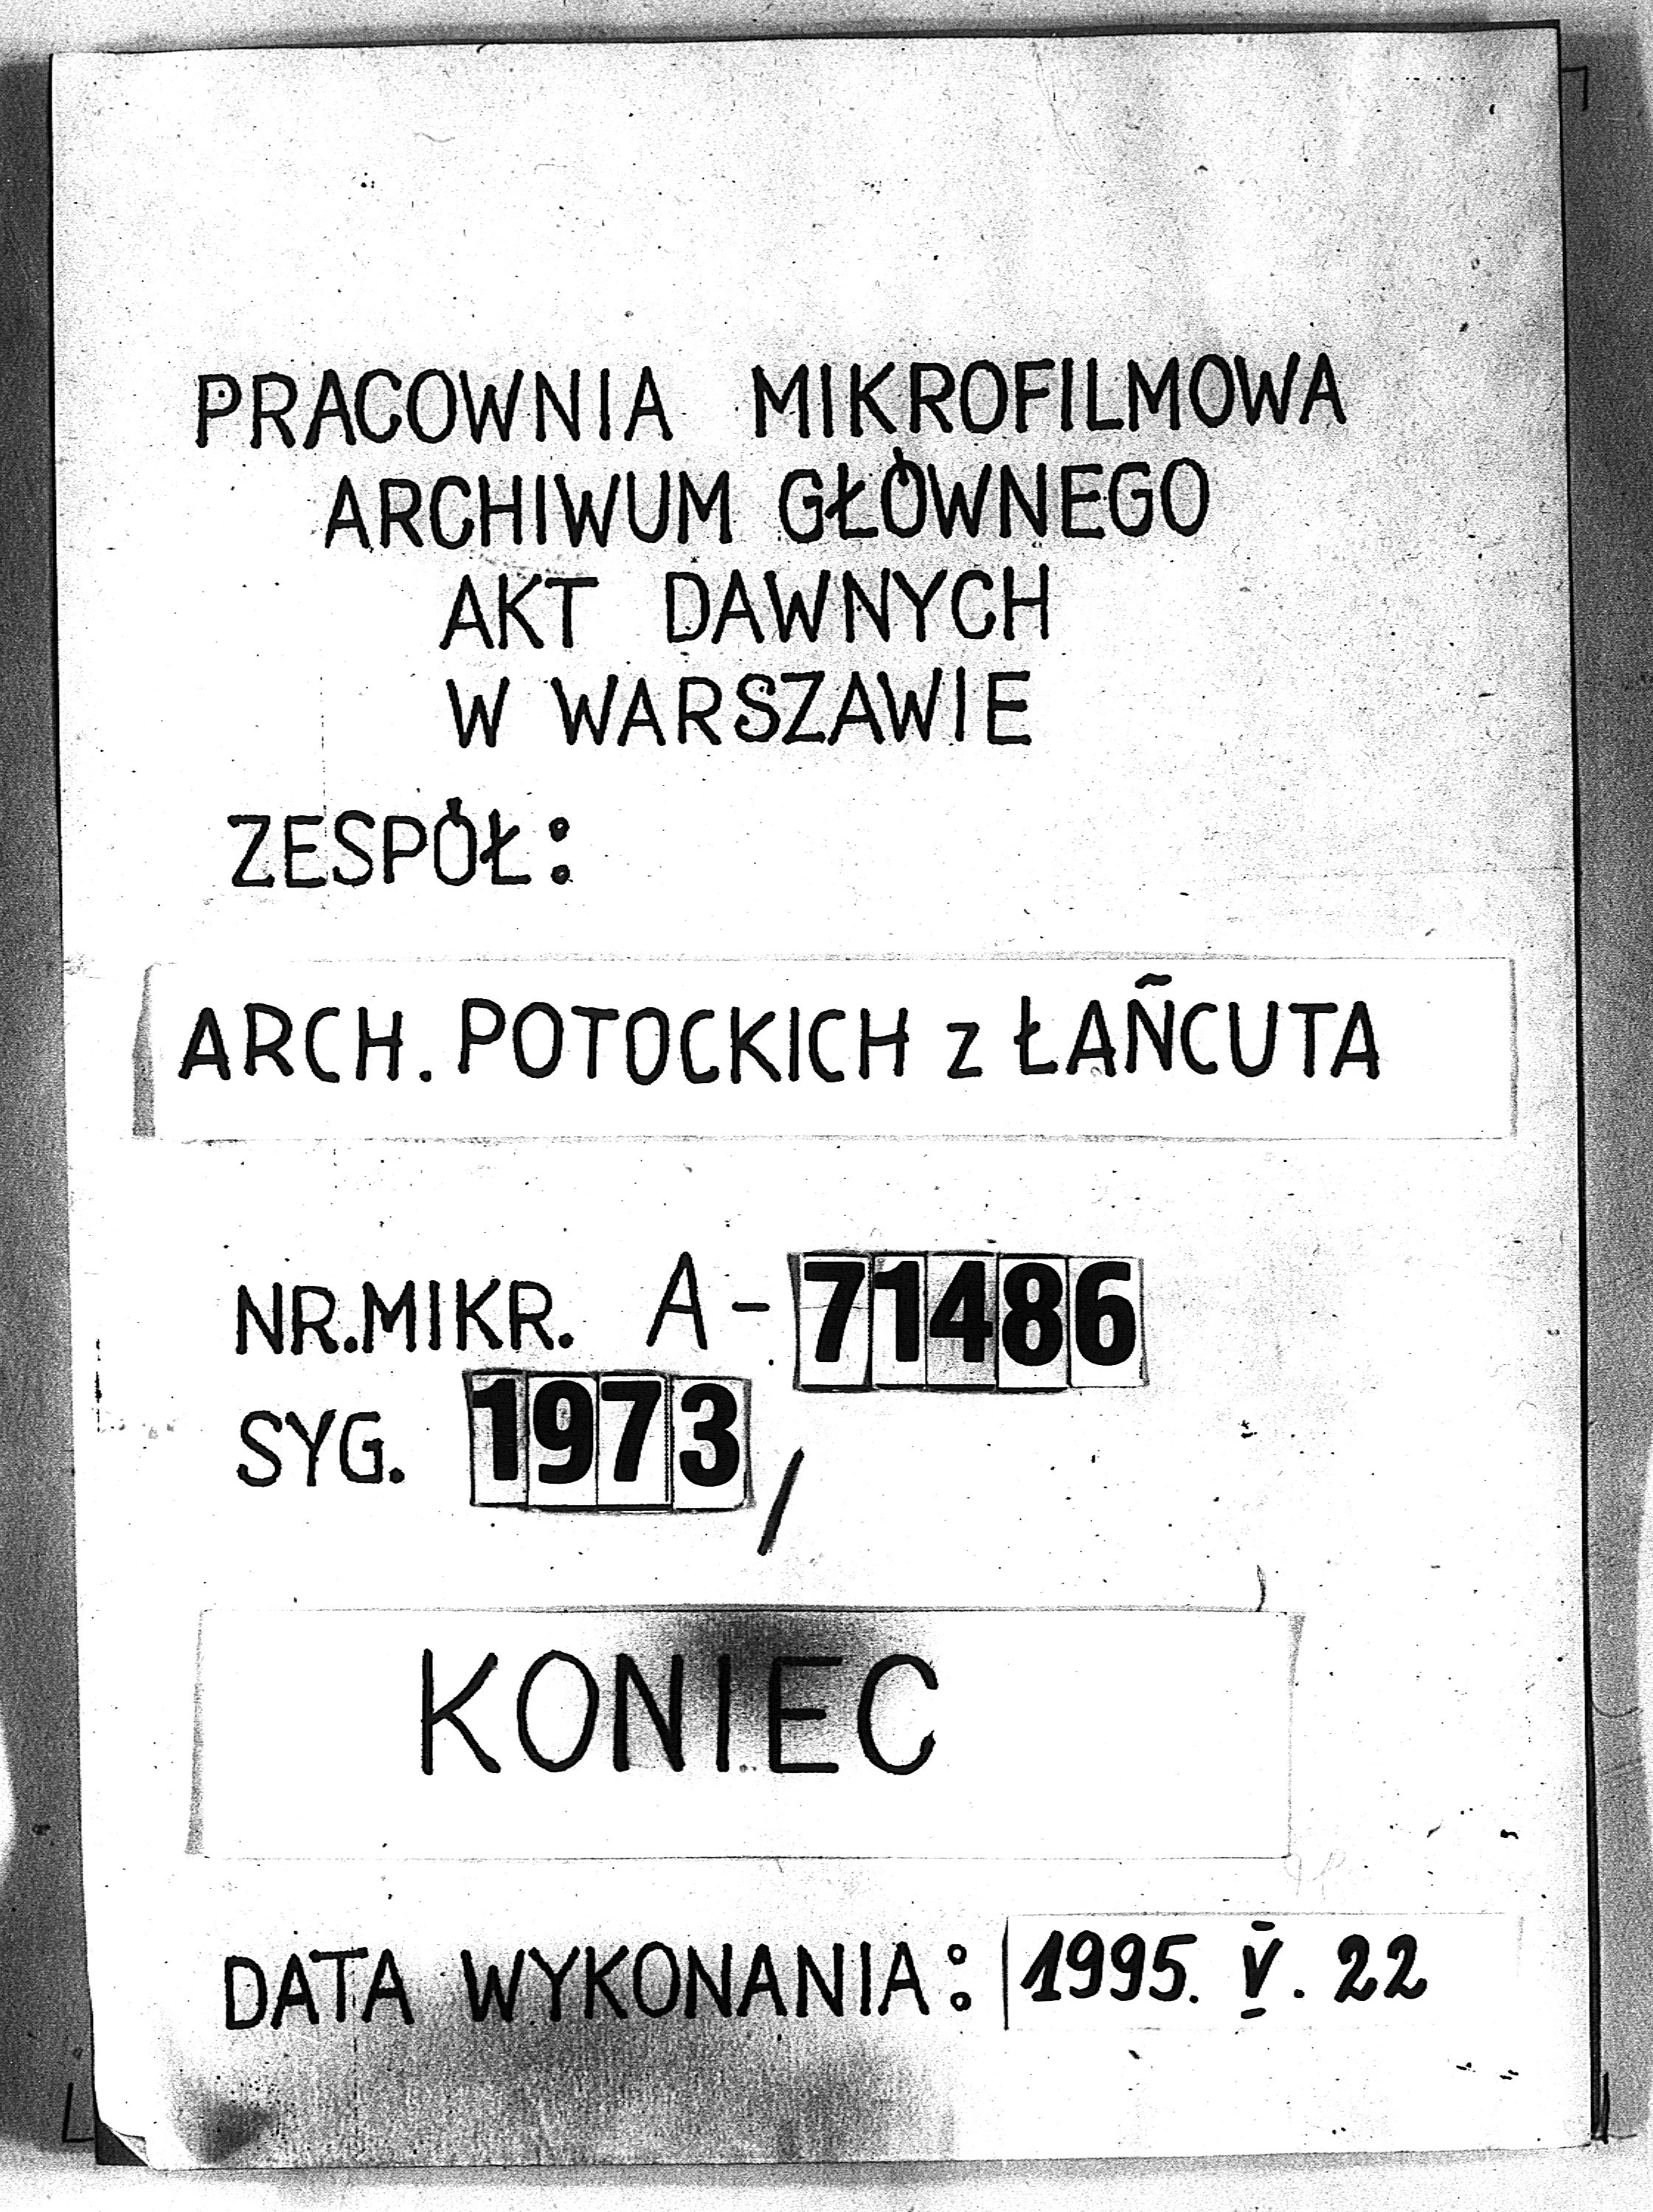 PRACOWNIA MIKROFILMOWA
ARCHIWUM GŁÓWNEGO
AKT DAWNYCH
W WARSZAWIE
ZESPÓŁ:
ARCH. POTOCKICH z ŁAŃCUTA
NR.MIKR. A-71486
SYG. 1973/
KONIEC
DATA WYKONANIA: 1995. V. 22